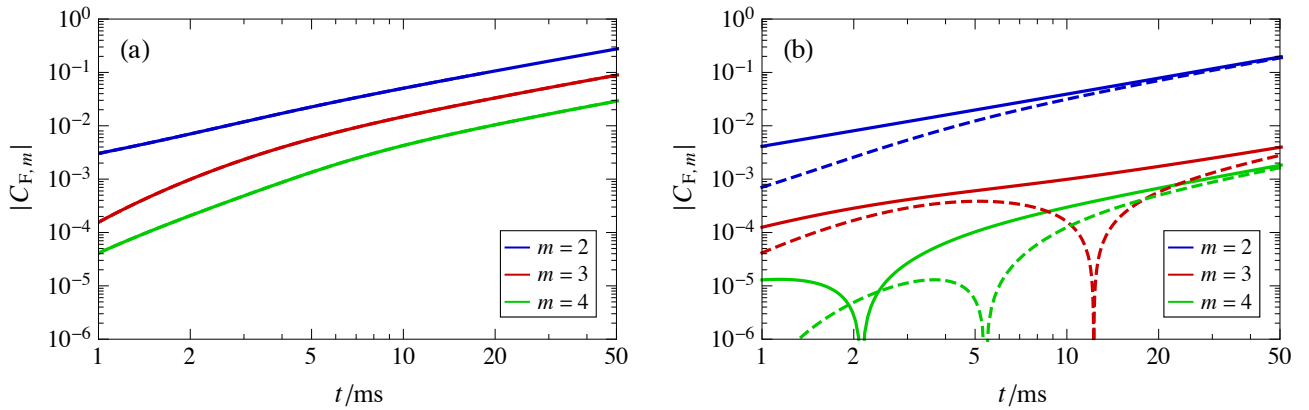 (a)
|C_{F,m}|
10^0
10^{-1}
10^{-2}
10^{-3}
10^{-4}
10^{-5}
10^{-6}
m = 2
m = 3
m = 4
1 2 5 10 20 50
t/ms
(b)
|C_{F,m}|
10^0
10^{-1}
10^{-2}
10^{-3}
10^{-4}
10^{-5}
10^{-6}
m = 2
m = 3
m = 4
1 2 5 10 20 50
t/ms